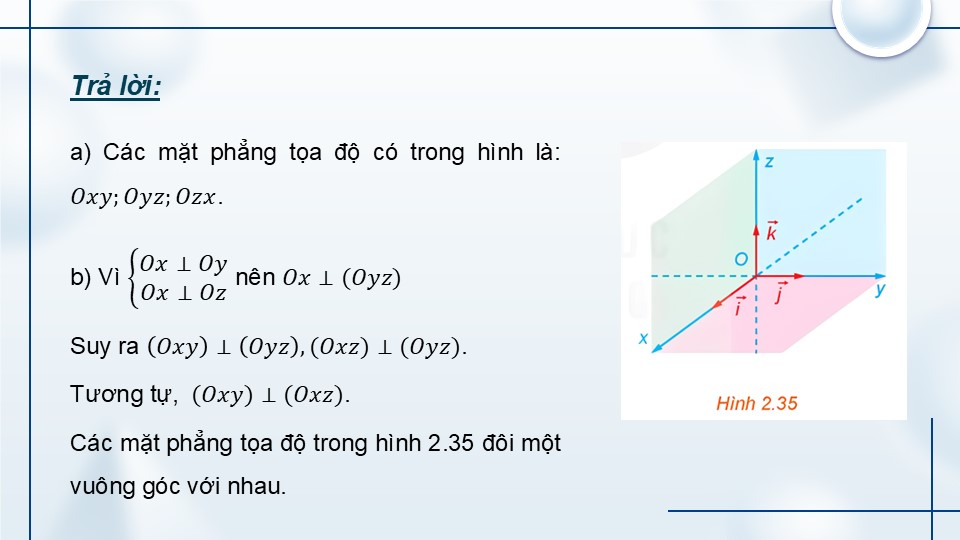 Trả lời:
a) Các mặt phẳng tọa độ có trong hình là:
𝑂𝑥𝑦; 𝑂𝑦𝑧; 𝑂𝑧𝑥.
b) Vì {𝑂𝑥 ⊥ 𝑂𝑦
𝑂𝑥 ⊥ 𝑂𝑧 nên 𝑂𝑥 ⊥ (𝑂𝑦𝑧)
Suy ra (𝑂𝑥𝑦) ⊥ (𝑂𝑦𝑧), (𝑂𝑥𝑧) ⊥ (𝑂𝑦𝑧).
Tương tự, (𝑂𝑥𝑦) ⊥ (𝑂𝑥𝑧).
Các mặt phẳng tọa độ trong hình 2.35 đôi một
vuông góc với nhau.
z
k⃗
O
i⃗
j⃗
y
x
Hình 2.35